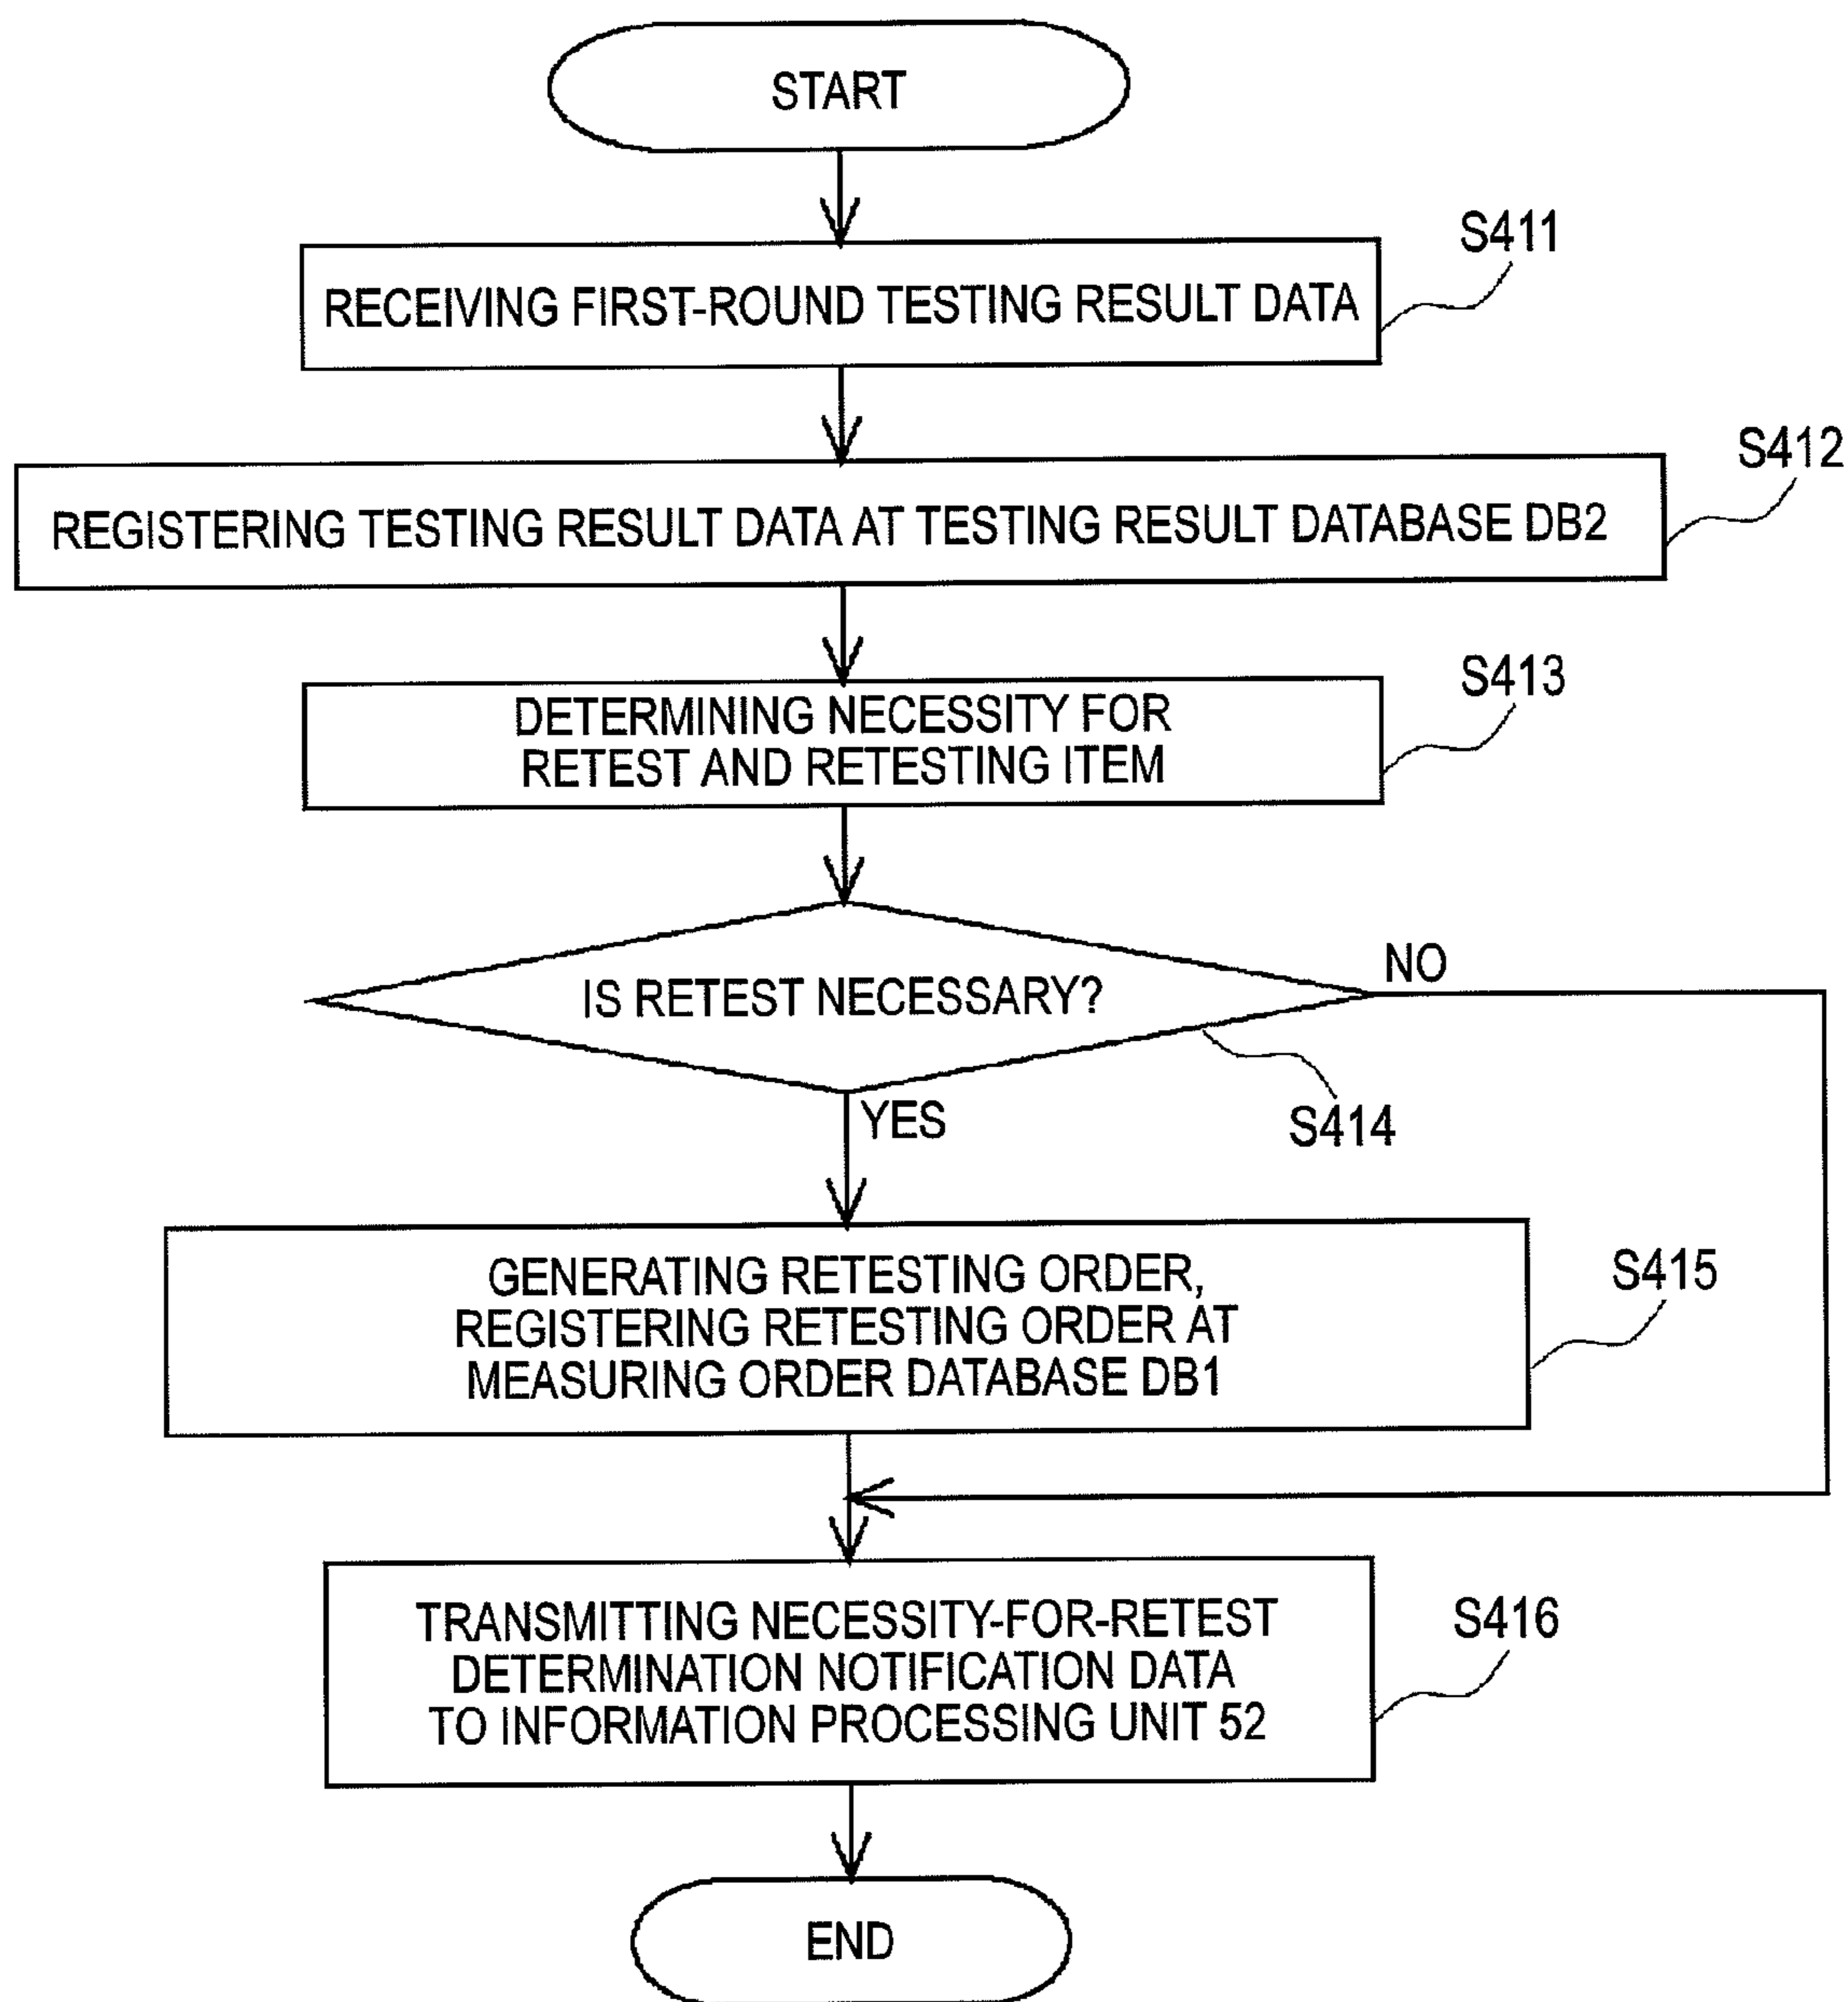 START
S411
RECEIVING FIRST-ROUND TESTING RESULT DATA
S412
REGISTERING TESTING RESULT DATA AT TESTING RESULT DATABASE DB2
S413
DETERMINING NECESSITY FOR
RETEST AND RETESTING ITEM
NO
IS RETEST NECESSARY?
YES
S414
GENERATING RETESTING ORDER,
REGISTERING RETESTING ORDER AT
MEASURING ORDER DATABASE DB1
S415
TRANSMITTING NECESSITY-FOR-RETEST
DETERMINATION NOTIFICATION DATA
TO INFORMATION PROCESSING UNIT 52
S416
END